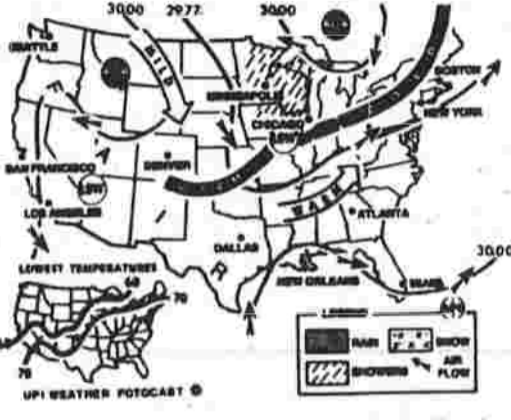 30.00
29.77
30.00
SEATTLE
MILD
F
MINNEAPOLIS
BOSTON
CHICAGO
LOW
NEW YORK
A
SAN FRANCISCO
DENVER
LOW
LOS ANGELES
I
WARM
ATLANTA
DALLAS
R
30.00
LOWEST TEMPERATURES
NEW ORLEANS
MIAMI
60
70
LEGEND
RAIN
SNOW
SHOWERS
AIR
FLOW
60
70
UPI WEATHER FOTOCAST ®